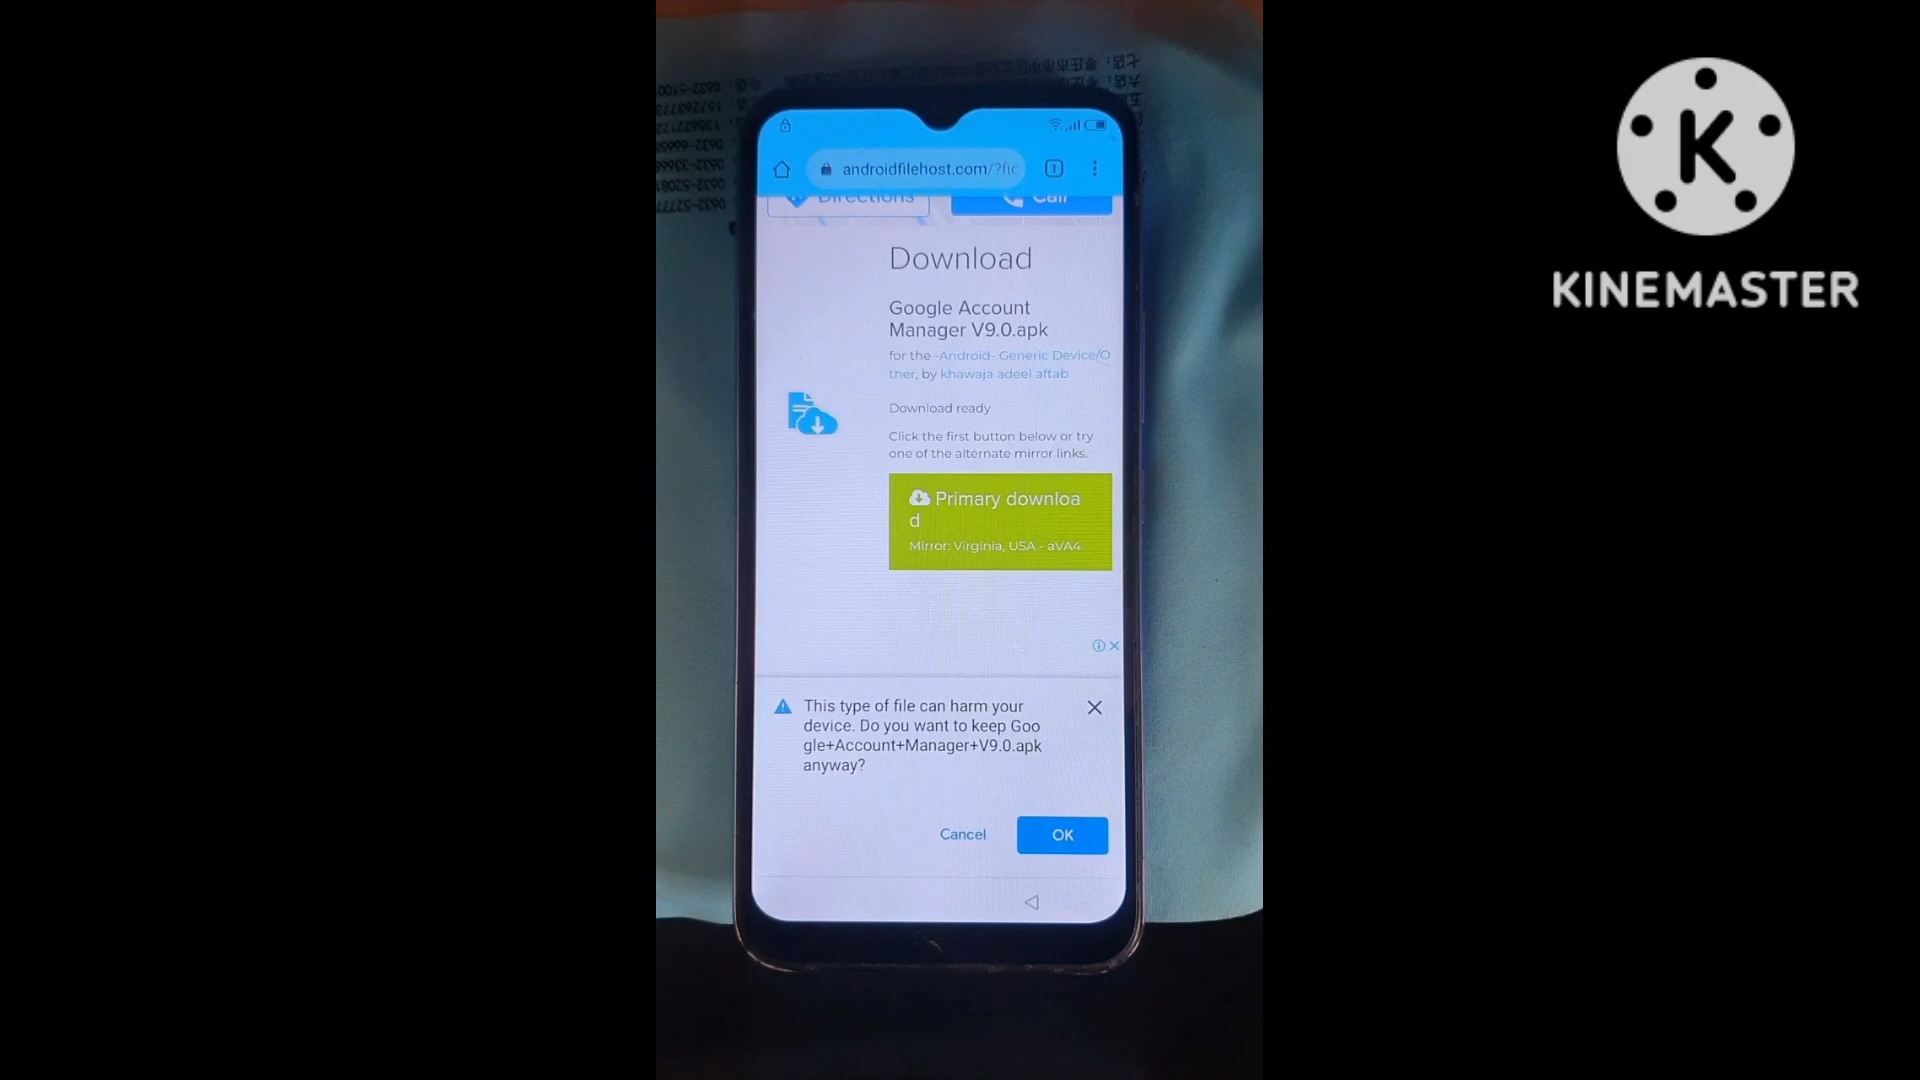 androidfilehost.com/?fic
1
Directions
Call
Download
Google Account
Manager V9.0.apk
for the -Android- Generic Device/O
ther, by khawaja adeel aftab
Download ready
Click the first button below or try
one of the alternate mirror links.
Primary downloa
d
Mirror: Virginia, USA - aVA4
This type of file can harm your
device. Do you want to keep Goo
gle+Account+Manager+V9.0.apk
anyway?
Cancel
OK
K
KINEMASTER